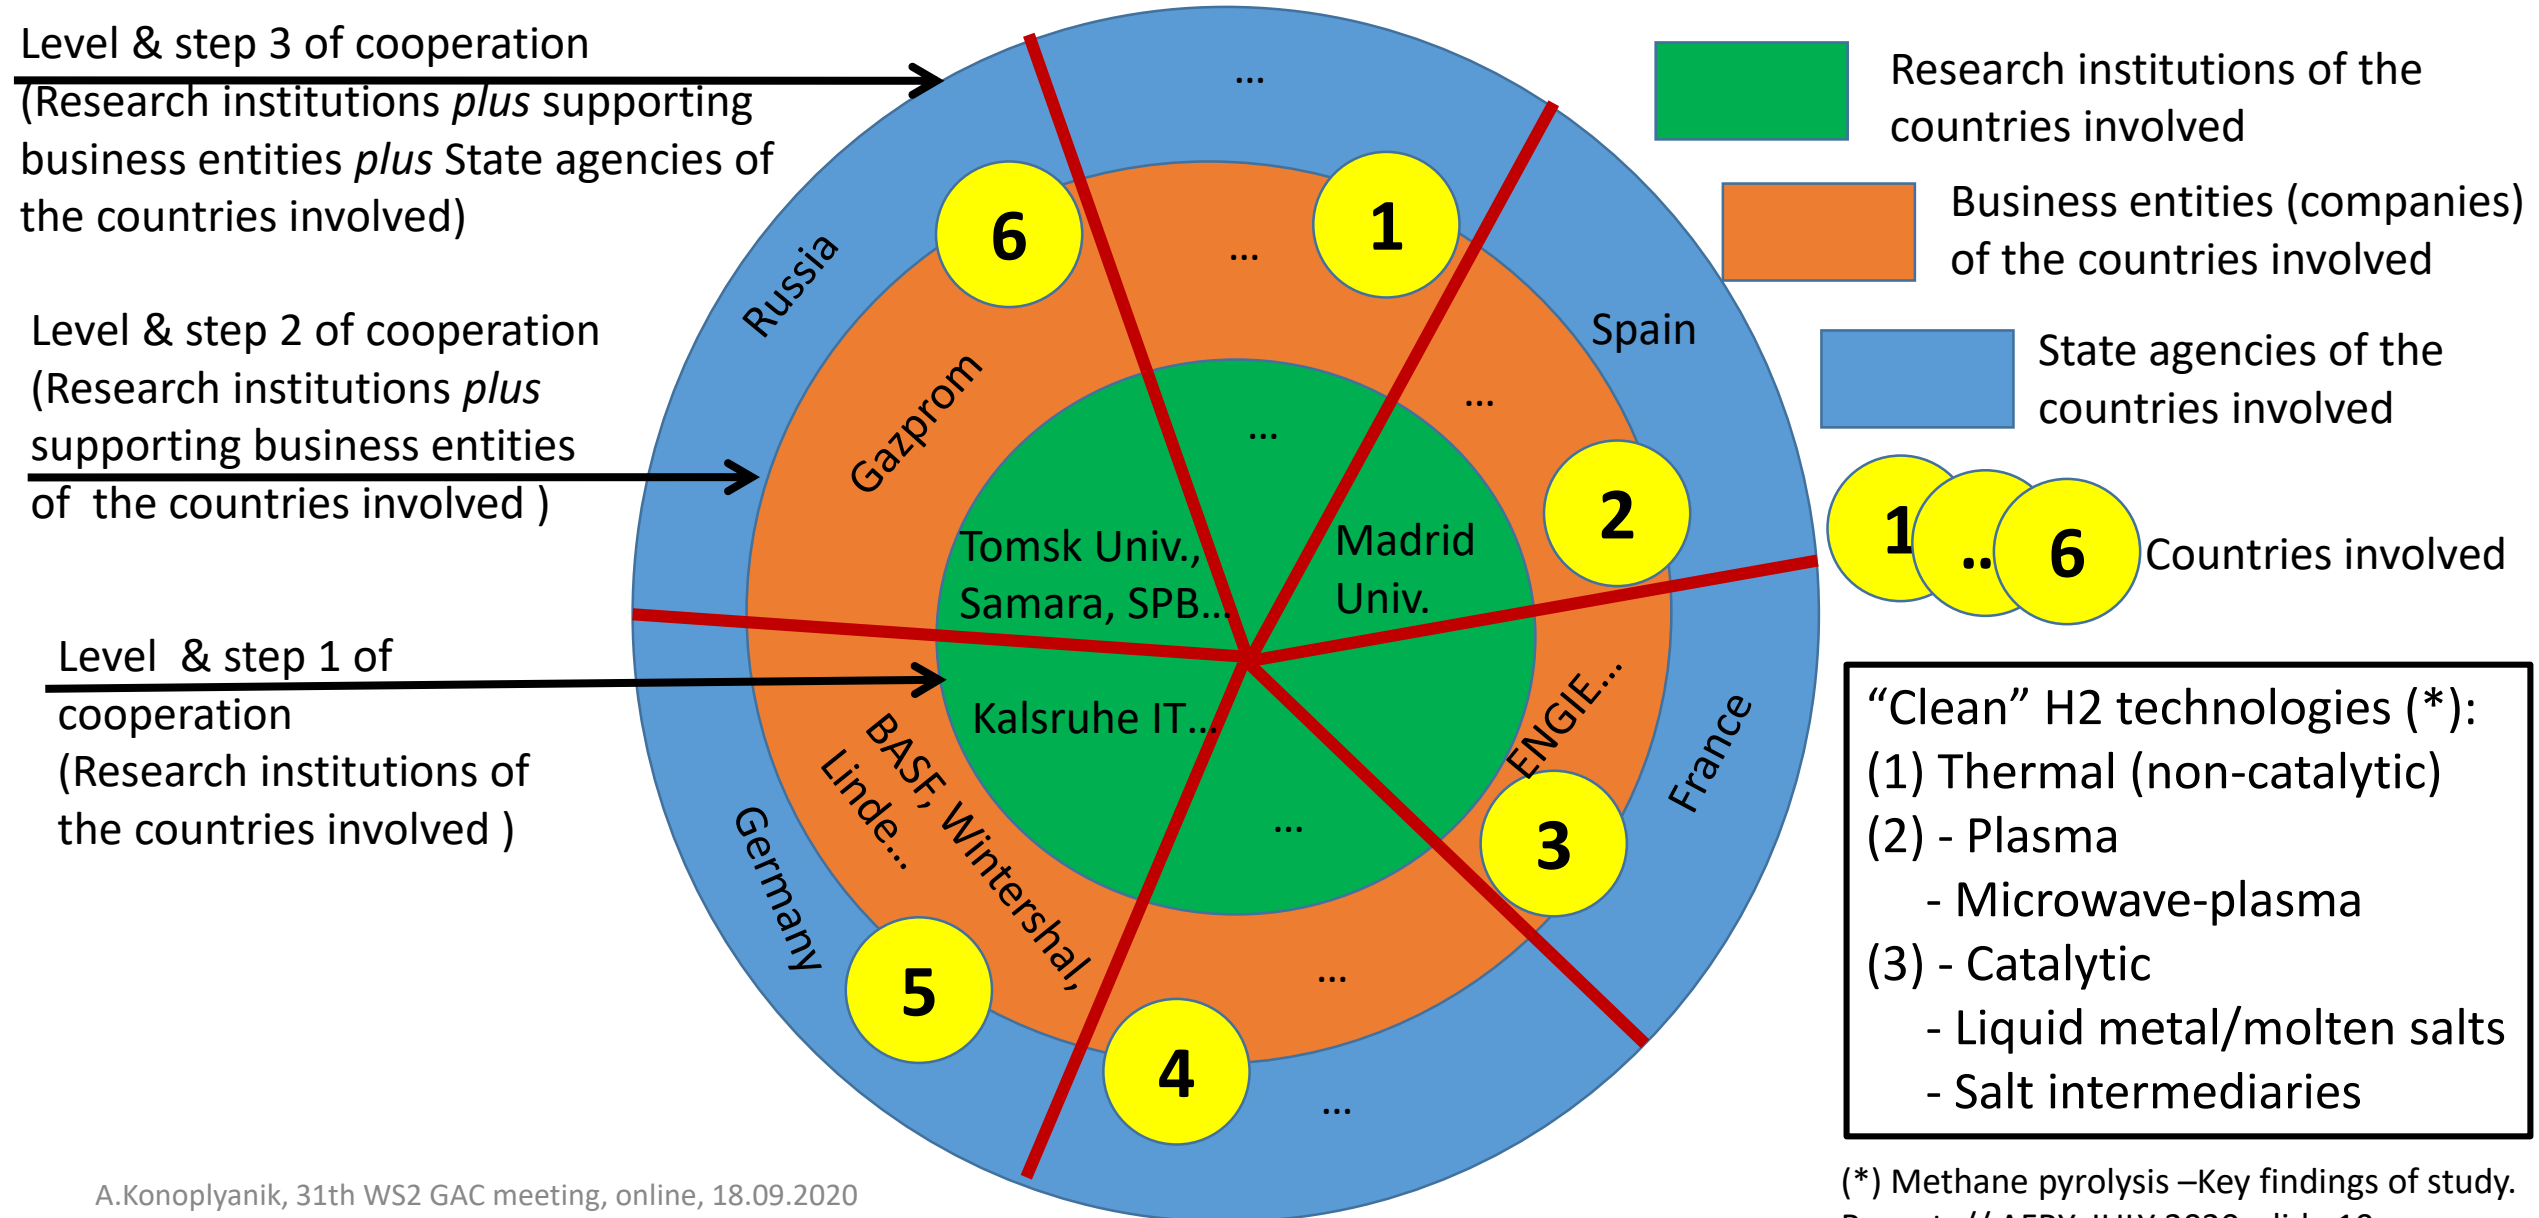 Level & step 3 of cooperation
(Research institutions plus supporting
business entities plus State agencies of
the countries involved)
Level & step 2 of cooperation
(Research institutions plus
supporting business entities
of the countries involved )
Level & step 1 of
cooperation
(Research institutions of
the countries involved )
...
...
...
6
1
Russia
Gazprom
Spain
...
2
Tomsk Univ.,
Samara, SPB...
Madrid
Univ.
Kalsruhe IT...
BASF, Wintershal,
Linde...
Germany
5
...
...
...
4
ENGIE...
France
3
Research institutions of the
countries involved
Business entities (companies)
of the countries involved
State agencies of the
countries involved
1 .. 6 Countries involved
“Clean” H2 technologies (*):
(1) Thermal (non-catalytic)
(2) - Plasma
- Microwave-plasma
(3) - Catalytic
- Liquid metal/molten salts
- Salt intermediaries
(*) Methane pyrolysis –Key findings of study.
A.Konoplyanik, 31th WS2 GAC meeting, online, 18.09.2020